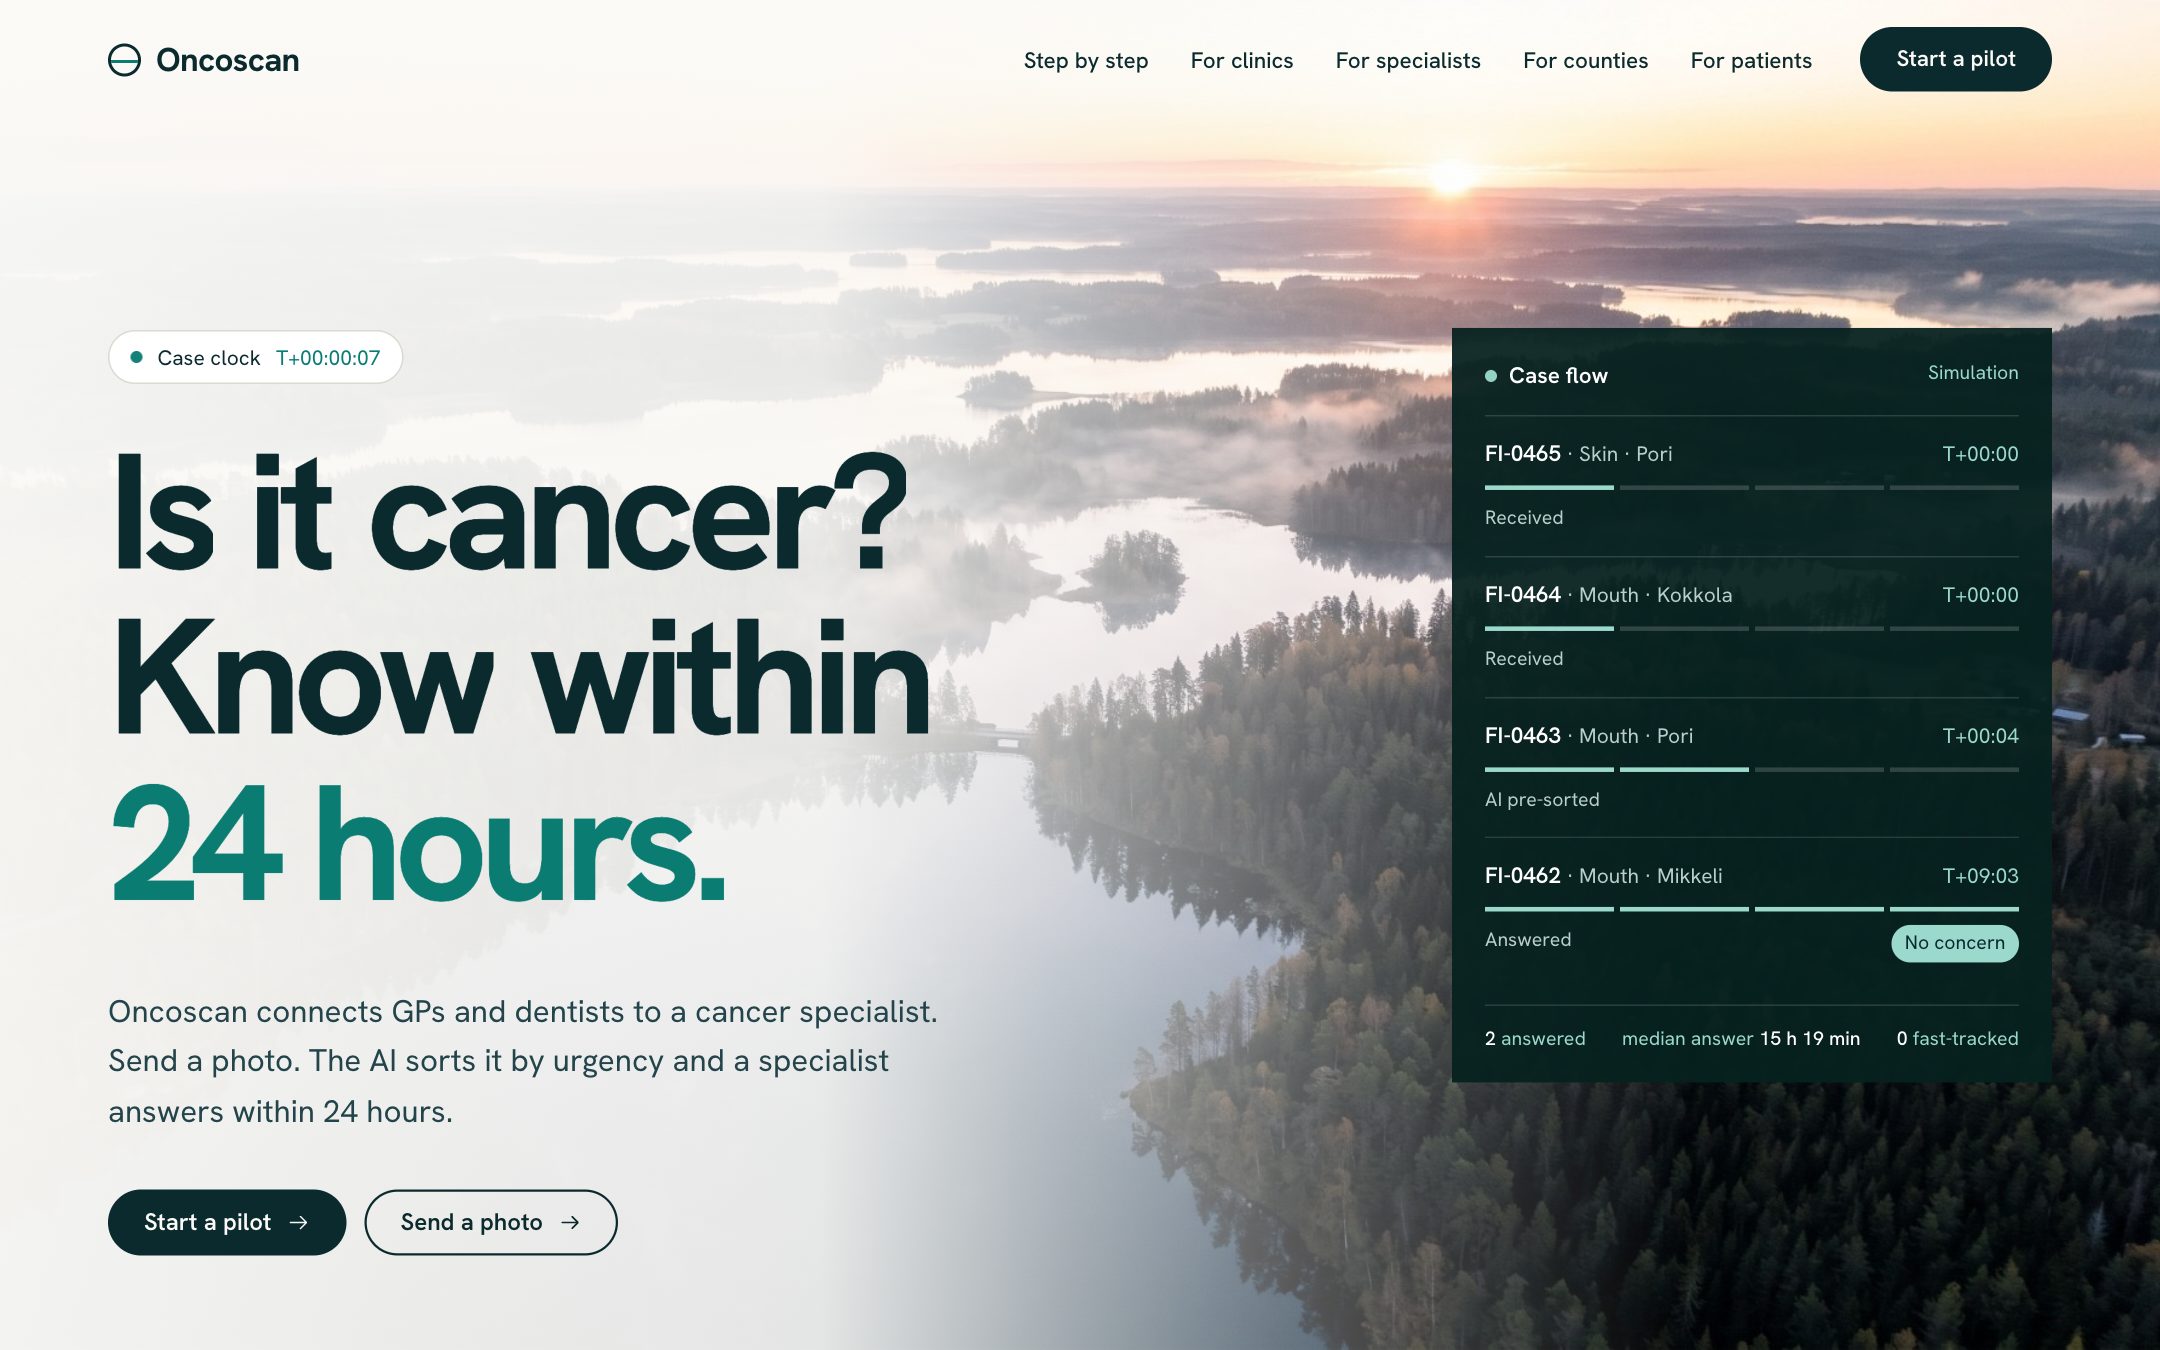 Oncoscan
Step by step For clinics For specialists For counties For patients Start a pilot
Case clock T+00:00:07
Is it cancer?
Know within
24 hours.
Oncoscan connects GPs and dentists to a cancer specialist.
Send a photo. The AI sorts it by urgency and a specialist
answers within 24 hours.
Start a pilot → Send a photo →
Case flow Simulation
FI-0465 · Skin · Pori T+00:00
Received
FI-0464 · Mouth · Kokkola T+00:00
Received
FI-0463 · Mouth · Pori T+00:04
AI pre-sorted
FI-0462 · Mouth · Mikkeli T+09:03
Answered No concern
2 answered median answer 15 h 19 min 0 fast-tracked